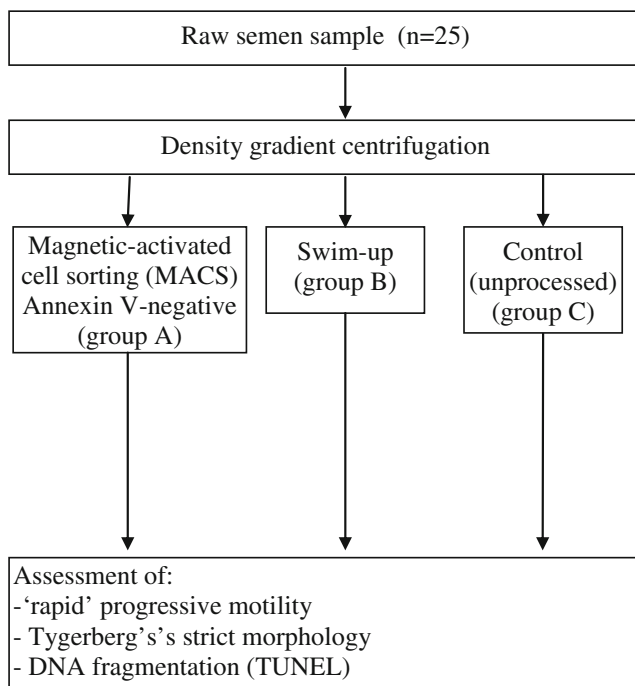 Raw semen sample (n=25)
Density gradient centrifugation
Magnetic-activated
cell sorting (MACS)
Annexin V-negative
(group A)
Swim-up
(group B)
Control
(unprocessed)
(group C)
Assessment of:
-‘rapid’ progressive motility
- Tygerberg's's strict morphology
- DNA fragmentation (TUNEL)